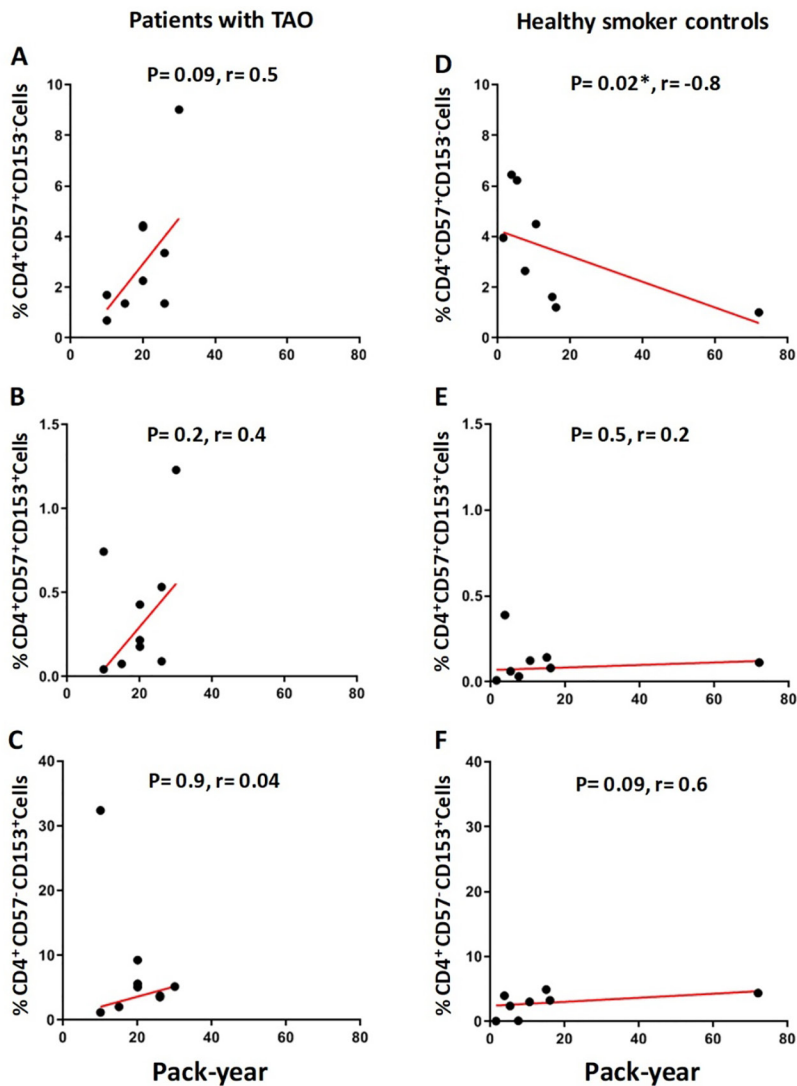 Patients with TAO
Healthy smoker controls
A
P= 0.09, r= 0.5
% CD4⁺CD57⁺CD153⁻Cells
10
8
6
4
2
0
0 20 40 60 80
D
P= 0.02*, r= -0.8
% CD4⁺CD57⁺CD153⁻Cells
10
8
6
4
2
0
0 20 40 60 80
B
P= 0.2, r= 0.4
% CD4⁺CD57⁺CD153⁺Cells
1.5
1.0
0.5
0.0
0 20 40 60 80
E
P= 0.5, r= 0.2
% CD4⁺CD57⁺CD153⁺Cells
1.5
1.0
0.5
0.0
0 20 40 60 80
C
P= 0.9, r= 0.04
% CD4⁺CD57⁻CD153⁺Cells
40
30
20
10
0
0 20 40 60 80
Pack-year
F
P= 0.09, r= 0.6
% CD4⁺CD57⁻CD153⁺Cells
40
30
20
10
0
0 20 40 60 80
Pack-year